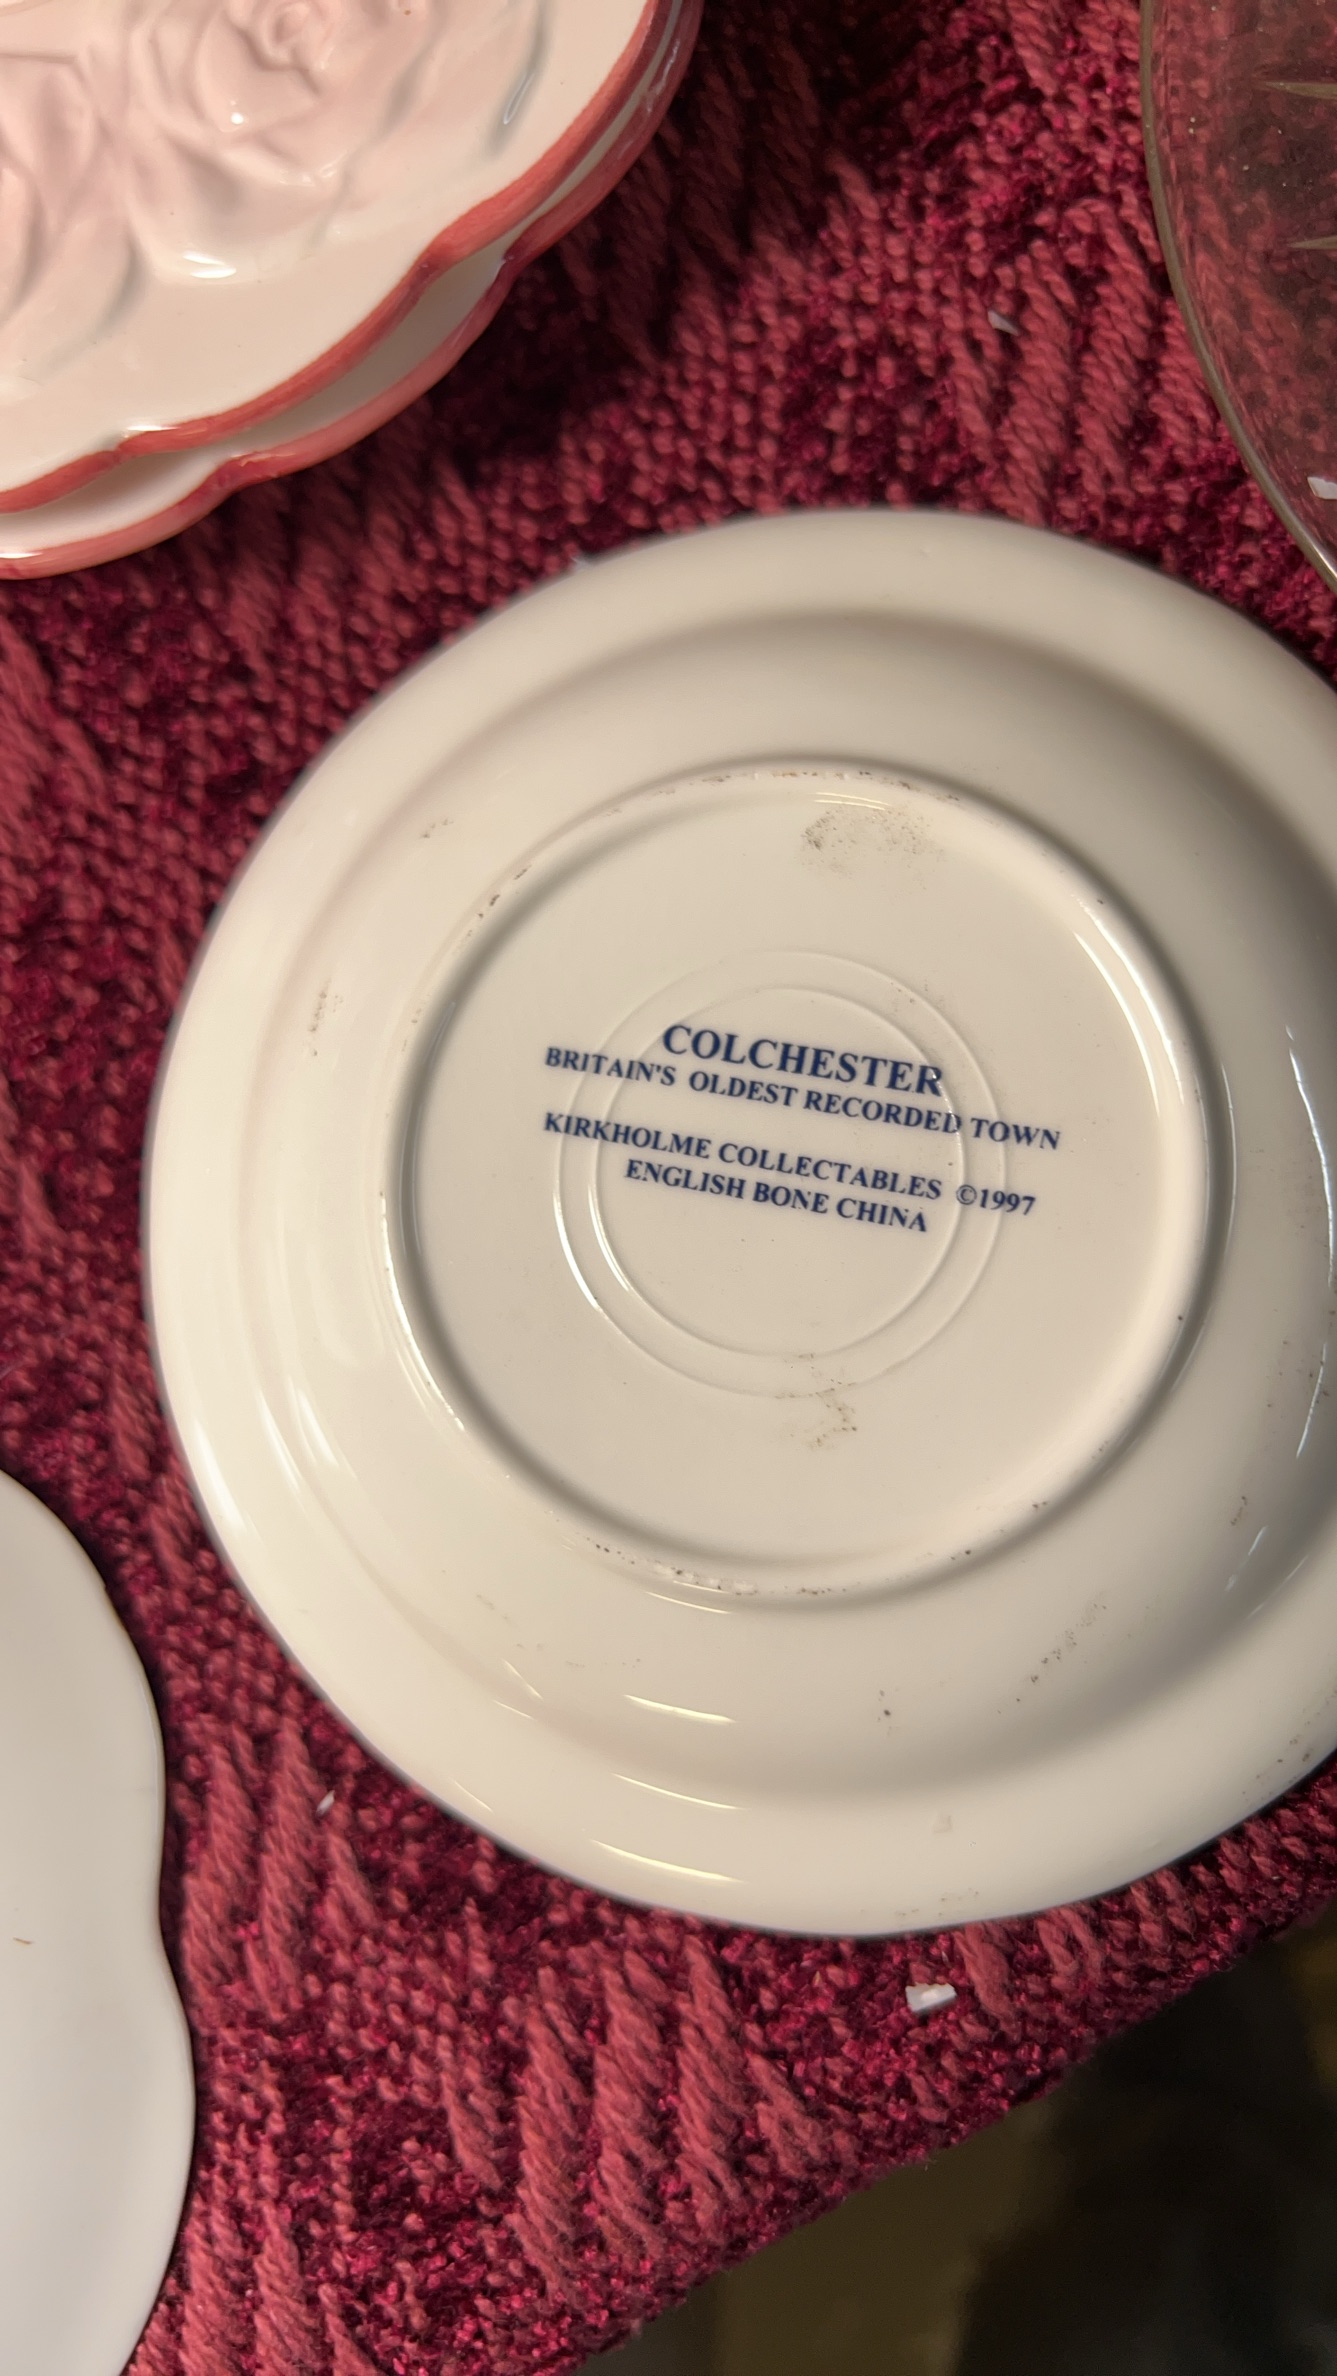 COLCHESTER
BRITAIN'S OLDEST RECORDED TOWN
KIRKHOLME COLLECTABLES ©1997
ENGLISH BONE CHINA